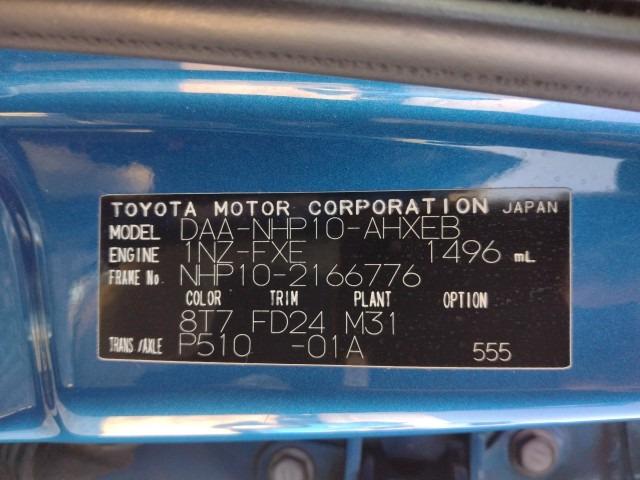 TOYOTA MOTOR CORPORATION JAPAN
MODEL DAA-NHP10-AHXEB
ENGINE 1NZ-FXE 1496 mL
FRAME No NHP10-2166776
COLOR TRIM PLANT OPTION
8T7 FD24 M31
TRANS/AXLE P510 -01A 555